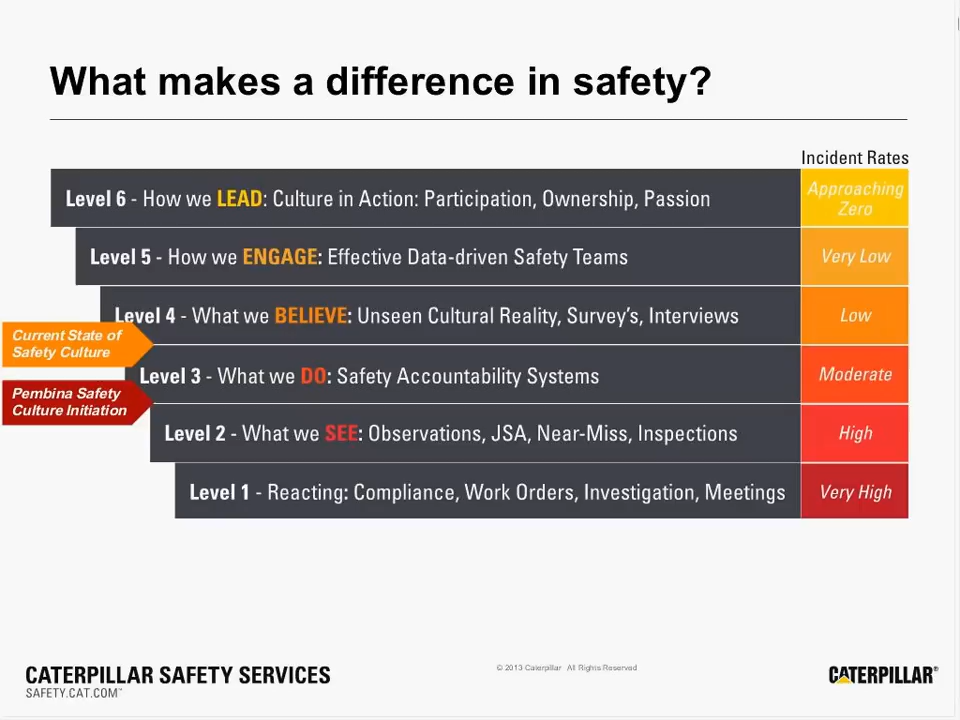 What makes a difference in safety?
Incident Rates
Level 6 - How we LEAD: Culture in Action: Participation, Ownership, Passion
Approaching
Zero
Level 5 - How we ENGAGE: Effective Data-driven Safety Teams
Very Low
Level 4 - What we BELIEVE: Unseen Cultural Reality, Survey's, Interviews
Low
Current State of
Safety Culture
Level 3 - What we DO: Safety Accountability Systems
Moderate
Pembina Safety
Culture Initiation
Level 2 - What we SEE: Observations, JSA, Near-Miss, Inspections
High
Level 1 - Reacting: Compliance, Work Orders, Investigation, Meetings
Very High
CATERPILLAR SAFETY SERVICES
SAFETY.CAT.COM™
© 2013 Caterpillar All Rights Reserved
CATERPILLAR®